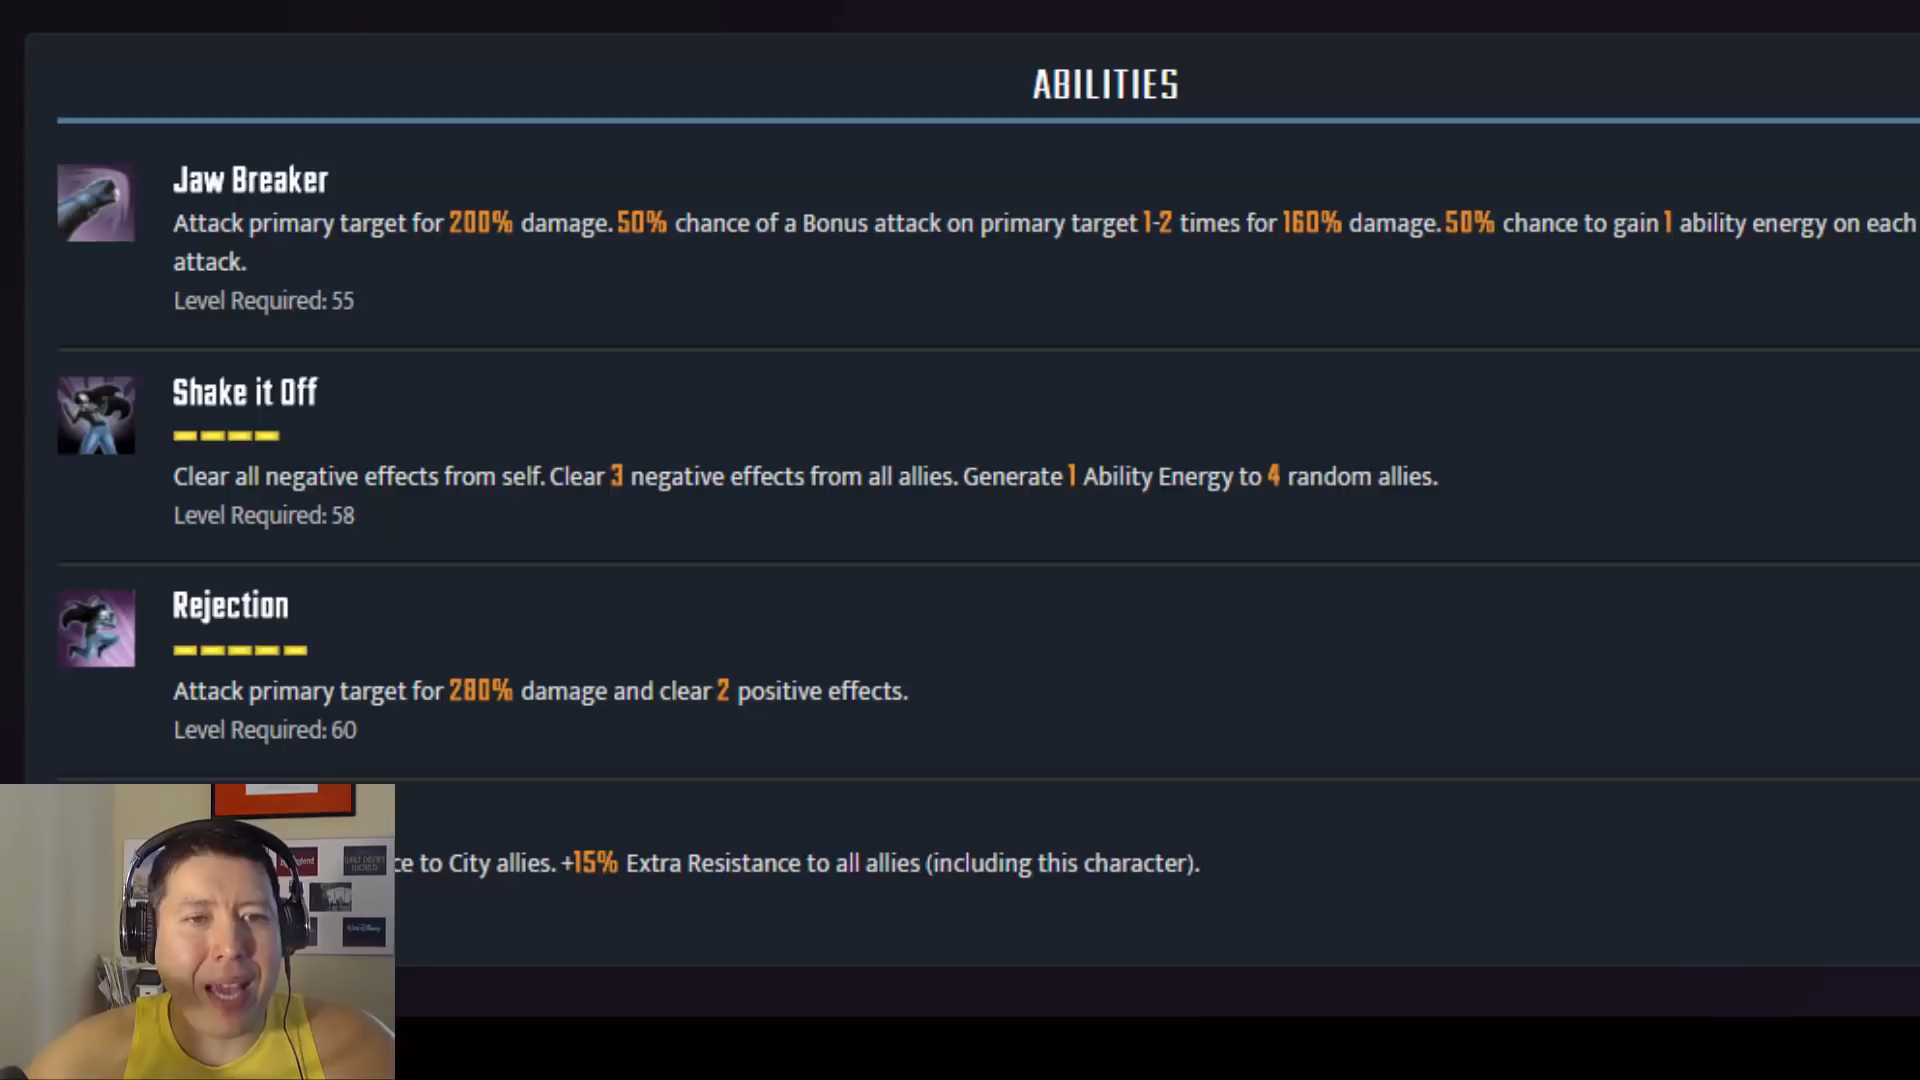 ABILITIES
Jaw Breaker
Attack primary target for 200% damage. 50% chance of a Bonus attack on primary target 1-2 times for 160% damage. 50% chance to gain 1 ability energy on each
attack.
Level Required: 55
Shake it Off
Clear all negative effects from self. Clear 3 negative effects from all allies. Generate 1 Ability Energy to 4 random allies.
Level Required: 58
Rejection
Attack primary target for 280% damage and clear 2 positive effects.
Level Required: 60
ce to City allies. +15% Extra Resistance to all allies (including this character).
WALT DISNEY
WORLD